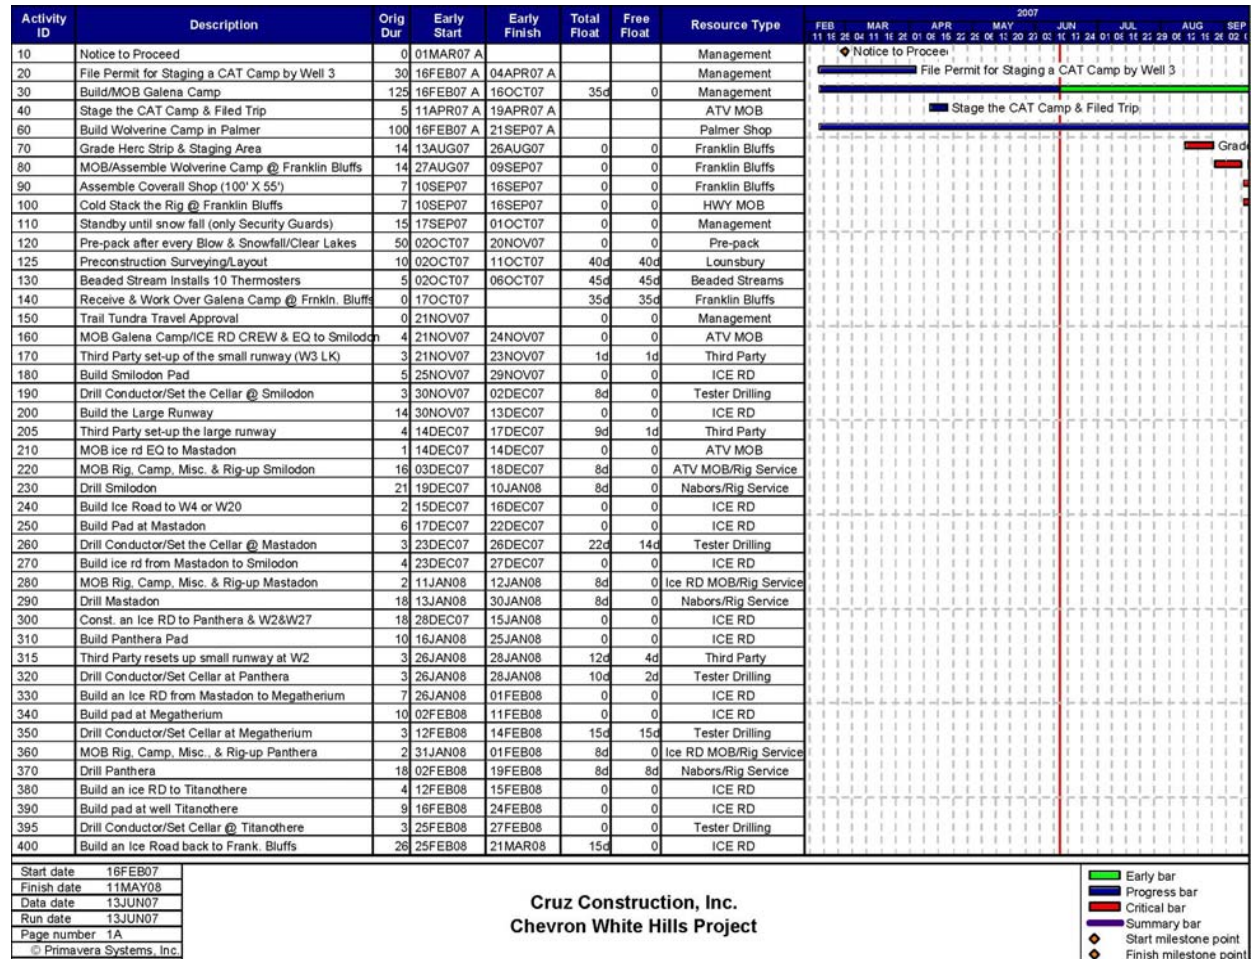 Activity ID Description Orig Dur Early Start Early Finish Total Float Free Float Resource Type 2007
FEB MAR APR MAY JUN JUL AUG SEP
10 Notice to Proceed 0 01MAR07 A Management Notice to Procee
20 File Permit for Staging a CAT Camp by Well 3 30 16FEB07 A 04APR07 A Management File Permit for Staging a CAT Camp by Well 3
30 Build/MOB Galena Camp 125 16FEB07 A 16OCT07 35d 0 Management
40 Stage the CAT Camp & Filed Trip 5 11APR07 A 19APR07 A ATV MOB Stage the CAT Camp & Filed Trip
60 Build Wolverine Camp in Palmer 100 16FEB07 A 21SEP07 A Palmer Shop
70 Grade Herc Strip & Staging Area 14 13AUG07 26AUG07 0 0 Franklin Bluffs Grade
80 MOB/Assemble Wolverine Camp @ Franklin Bluffs 14 27AUG07 09SEP07 0 0 Franklin Bluffs
90 Assemble Coverall Shop (100' X 55') 7 10SEP07 16SEP07 0 0 Franklin Bluffs
100 Cold Stack the Rig @ Franklin Bluffs 7 10SEP07 16SEP07 0 0 HWY MOB
110 Standby until snow fall (only Security Guards) 15 17SEP07 01OCT07 0 0 Management
120 Pre-pack after every Blow & Snowfall/Clear Lakes 50 02OCT07 20NOV07 0 0 Pre-pack
125 Preconstruction Surveying/Layout 10 02OCT07 11OCT07 40d 40d Lounsbury
130 Beaded Stream Installs 10 Thermosters 5 02OCT07 06OCT07 45d 45d Beaded Streams
140 Receive & Work Over Galena Camp @ Frnkln. Bluffs 0 17OCT07 35d 35d Franklin Bluffs
150 Trail Tundra Travel Approval 0 21NOV07 0 0 Management
160 MOB Galena Camp/ICE RD CREW & EQ to Smilodon 4 21NOV07 24NOV07 0 0 ATV MOB
170 Third Party set-up of the small runway (W3 LK) 3 21NOV07 23NOV07 1d 1d Third Party
180 Build Smilodon Pad 5 25NOV07 29NOV07 0 0 ICE RD
190 Drill Conductor/Set the Cellar @ Smilodon 3 30NOV07 02DEC07 8d 0 Tester Drilling
200 Build the Large Runway 14 30NOV07 13DEC07 0 0 ICE RD
205 Third Party set-up the large runway 4 14DEC07 17DEC07 9d 1d Third Party
210 MOB ice rd EQ to Mastadon 1 14DEC07 14DEC07 0 0 ATV MOB
220 MOB Rig, Camp, Misc. & Rig-up Smilodon 16 03DEC07 18DEC07 8d 0 ATV MOB/Rig Service
230 Drill Smilodon 21 19DEC07 10JAN08 8d 0 Nabors/Rig Service
240 Build Ice Road to W4 or W20 2 15DEC07 16DEC07 0 0 ICE RD
250 Build Pad at Mastadon 6 17DEC07 22DEC07 0 0 ICE RD
260 Drill Conductor/Set the Cellar @ Mastadon 3 23DEC07 26DEC07 22d 14d Tester Drilling
270 Build ice rd from Mastadon to Smilodon 4 23DEC07 27DEC07 0 0 ICE RD
280 MOB Rig, Camp, Misc. & Rig-up Mastadon 2 11JAN08 12JAN08 8d 0 Ice RD MOB/Rig Service
290 Drill Mastadon 18 13JAN08 30JAN08 8d 0 Nabors/Rig Service
300 Const. an Ice RD to Panthera & W2&W27 18 28DEC07 15JAN08 0 0 ICE RD
310 Build Panthera Pad 10 16JAN08 25JAN08 0 0 ICE RD
315 Third Party resets up small runway at W2 3 26JAN08 28JAN08 12d 4d Third Party
320 Drill Conductor/Set Cellar at Panthera 3 26JAN08 28JAN08 10d 2d Tester Drilling
330 Build an Ice RD from Mastadon to Megatherium 7 26JAN08 01FEB08 0 0 ICE RD
340 Build pad at Megatherium 10 02FEB08 11FEB08 0 0 ICE RD
350 Drill Conductor/Set Cellar at Megatherium 3 12FEB08 14FEB08 15d 15d Tester Drilling
360 MOB Rig, Camp, Misc., & Rig-up Panthera 2 31JAN08 01FEB08 8d 0 Ice RD MOB/Rig Service
370 Drill Panthera 18 02FEB08 19FEB08 8d 8d Nabors/Rig Service
380 Build an ice RD to Titanothere 4 12FEB08 15FEB08 0 0 ICE RD
390 Build pad at well Titanothere 9 16FEB08 24FEB08 0 0 ICE RD
395 Drill Conductor/Set Cellar @ Titanothere 3 25FEB08 27FEB08 0 0 Tester Drilling
400 Build an Ice Road back to Frank. Bluffs 26 25FEB08 21MAR08 15d 0 ICE RD
Start date 16FEB07
Finish date 11MAY08
Data date 13JUN07
Run date 13JUN07
Page number 1A
© Primavera Systems, Inc.
Cruz Construction, Inc.
Chevron White Hills Project
Early bar
Progress bar
Critical bar
Summary bar
Start milestone point
Finish milestone point